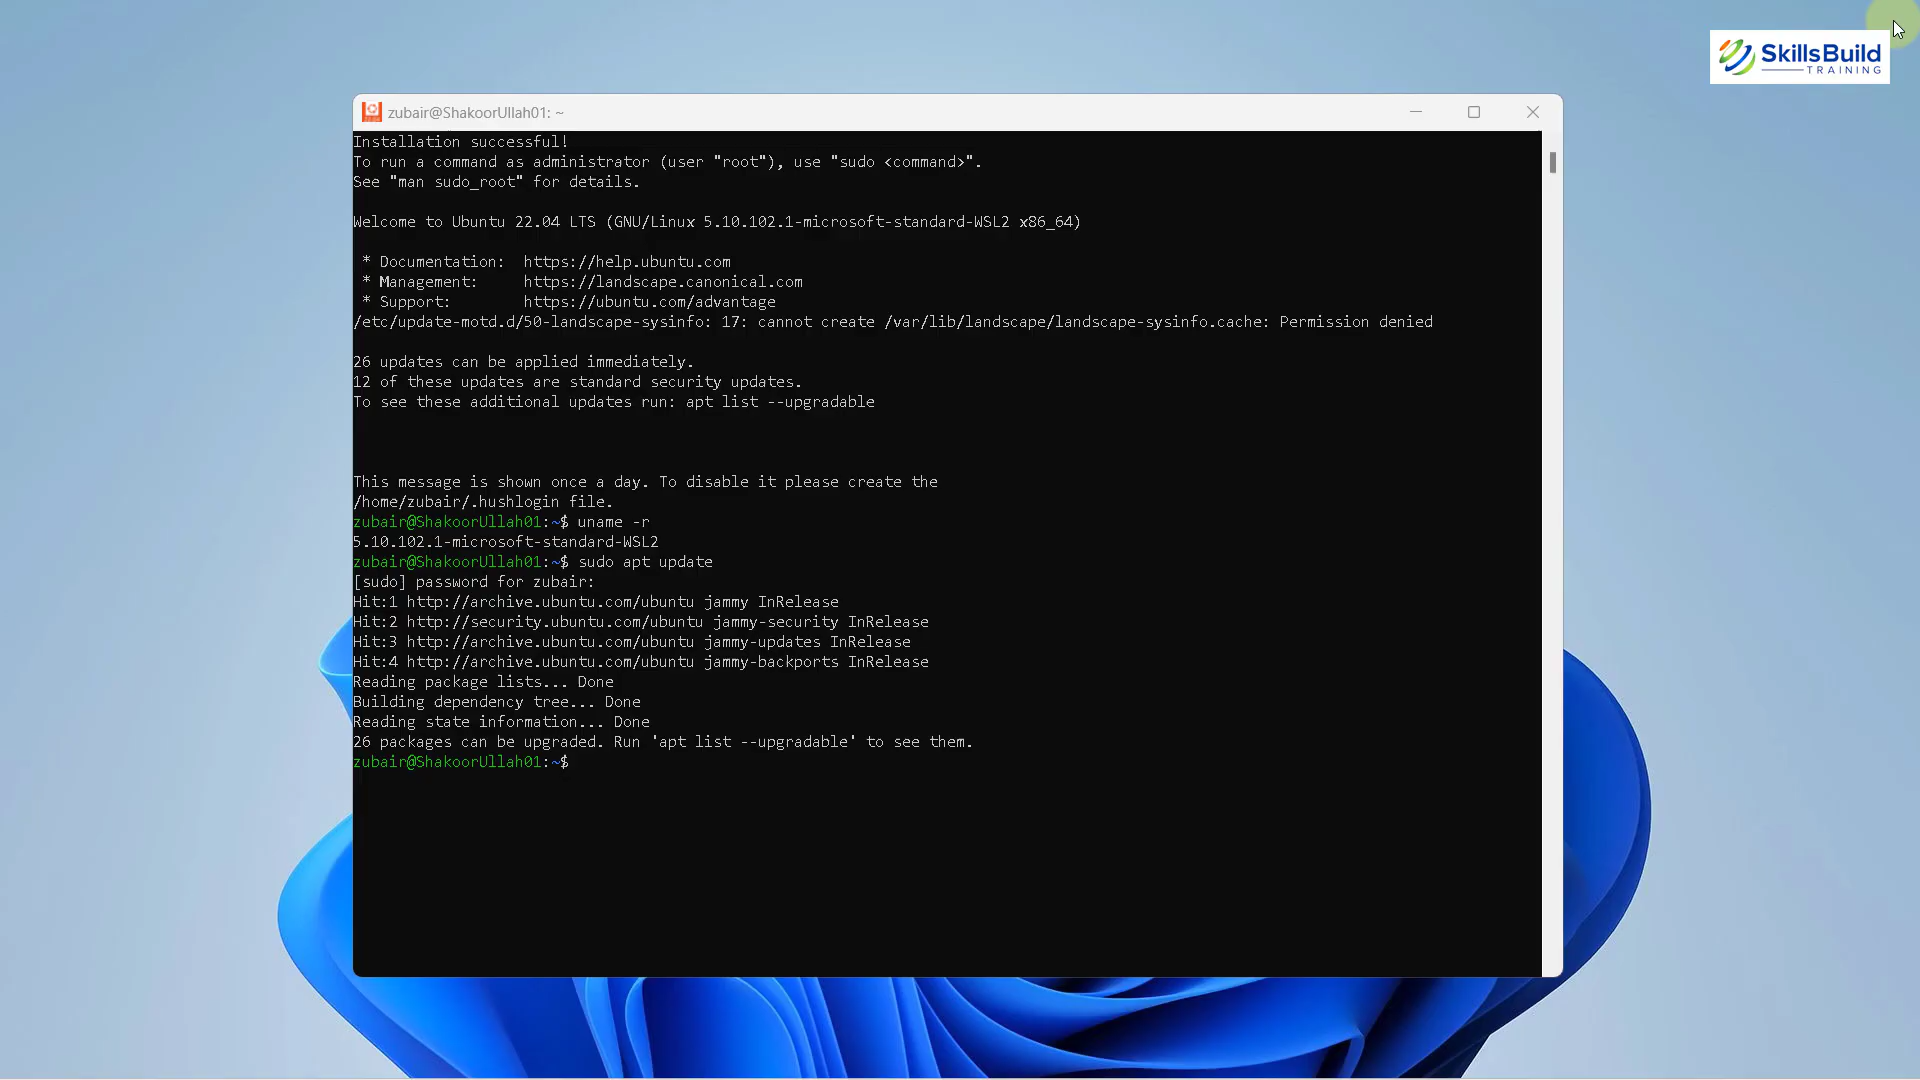 SkillsBuild
TRAINING
zubair@ShakoorUllah01: ~
Installation successful!
To run a command as administrator (user "root"), use "sudo <command>".
See "man sudo_root" for details.
Welcome to Ubuntu 22.04 LTS (GNU/Linux 5.10.102.1-microsoft-standard-WSL2 x86_64)
* Documentation:  https://help.ubuntu.com
* Management:     https://landscape.canonical.com
* Support:        https://ubuntu.com/advantage
/etc/update-motd.d/50-landscape-sysinfo: 17: cannot create /var/lib/landscape/landscape-sysinfo.cache: Permission denied
26 updates can be applied immediately.
12 of these updates are standard security updates.
To see these additional updates run: apt list --upgradable
This message is shown once a day. To disable it please create the
/home/zubair/.hushlogin file.
zubair@ShakoorUllah01:~$ uname -r
5.10.102.1-microsoft-standard-WSL2
zubair@ShakoorUllah01:~$ sudo apt update
[sudo] password for zubair:
Hit:1 http://archive.ubuntu.com/ubuntu jammy InRelease
Hit:2 http://security.ubuntu.com/ubuntu jammy-security InRelease
Hit:3 http://archive.ubuntu.com/ubuntu jammy-updates InRelease
Hit:4 http://archive.ubuntu.com/ubuntu jammy-backports InRelease
Reading package lists... Done
Building dependency tree... Done
Reading state information... Done
26 packages can be upgraded. Run 'apt list --upgradable' to see them.
zubair@ShakoorUllah01:~$